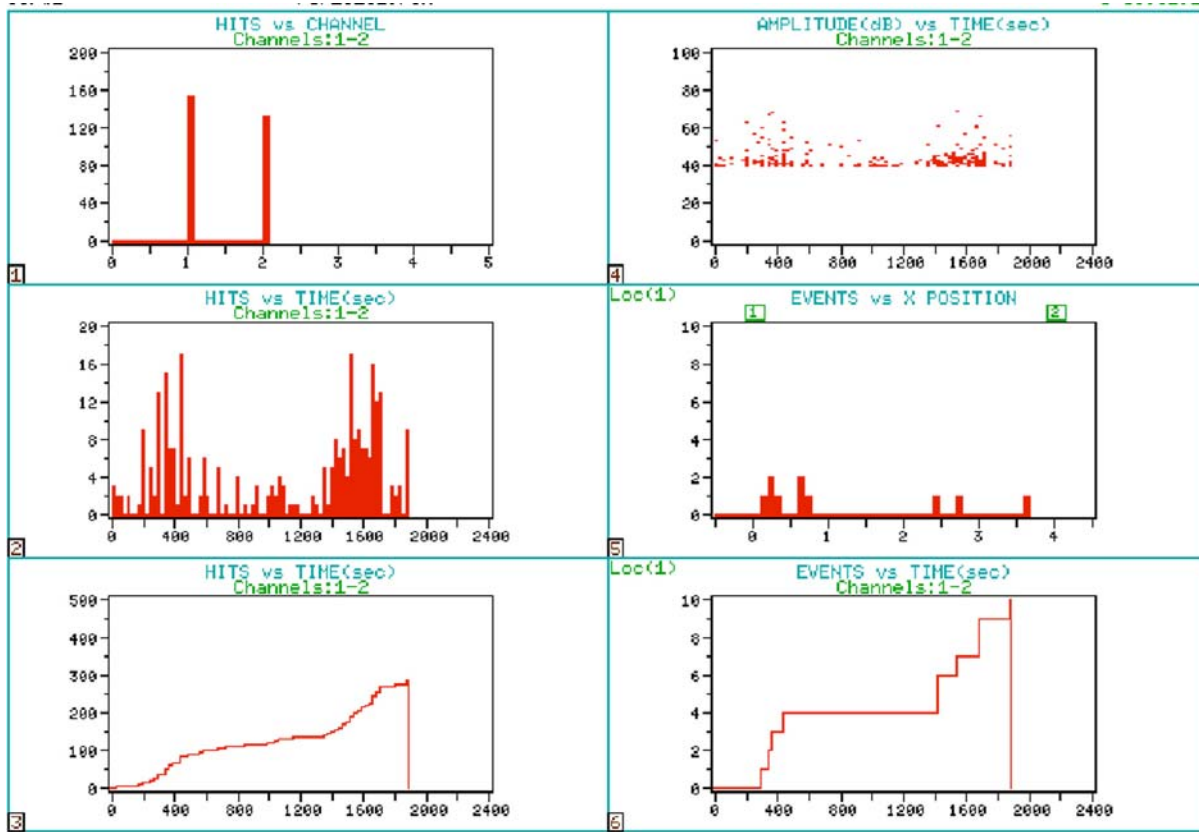 HITS vs CHANNEL
Channels:1-2
200
160
120
80
40
0
0 1 2 3 4 5
1
AMPLITUDE(dB) vs TIME(sec)
Channels:1-2
100
80
60
40
20
0
0 400 800 1200 1600 2000 2400
4
HITS vs TIME(sec)
Channels:1-2
20
16
12
8
4
0
0 400 800 1200 1600 2000 2400
2
Loc(1)
EVENTS vs X POSITION
1 2
10
8
6
4
2
0
0 1 2 3 4
5
HITS vs TIME(sec)
Channels:1-2
500
400
300
200
100
0
0 400 800 1200 1600 2000 2400
3
Loc(1)
EVENTS vs TIME(sec)
Channels:1-2
10
8
6
4
2
0
0 400 800 1200 1600 2000 2400
6